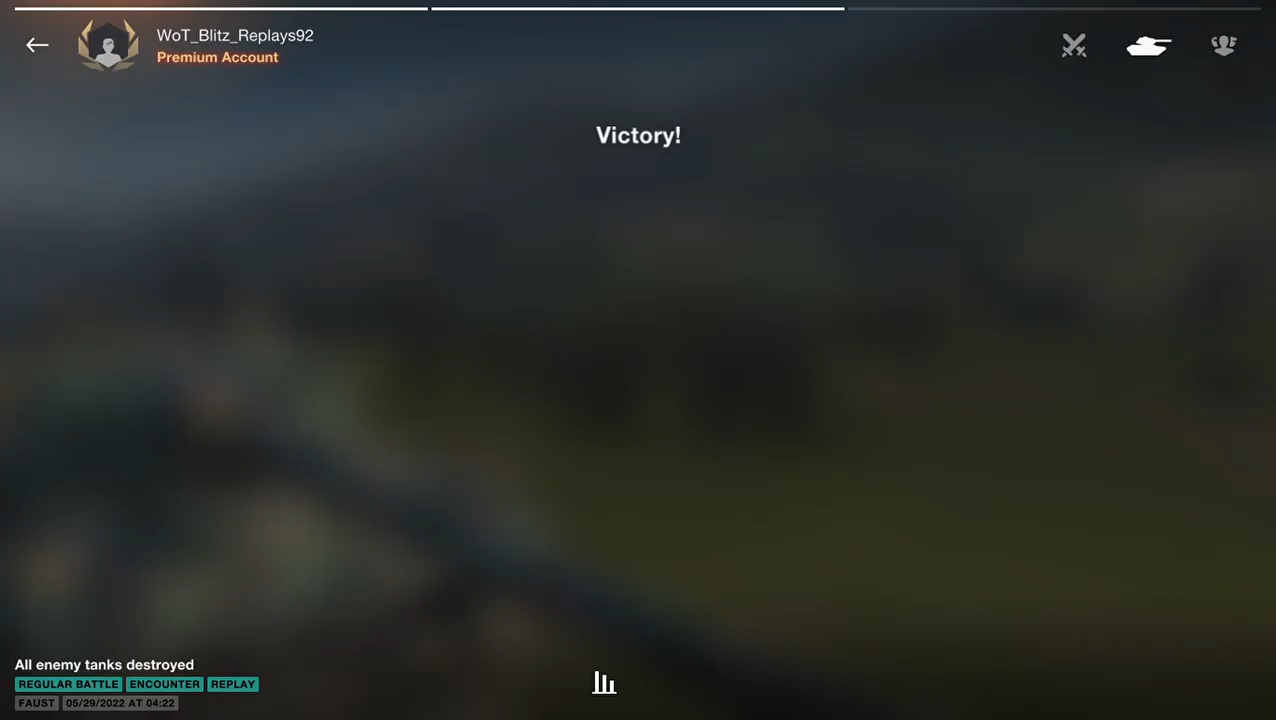 WoT_Blitz_Replays92
Premium Account
Victory!
All enemy tanks destroyed
REGULAR BATTLE ENCOUNTER REPLAY
FAUST 05/29/2022 AT 04:22